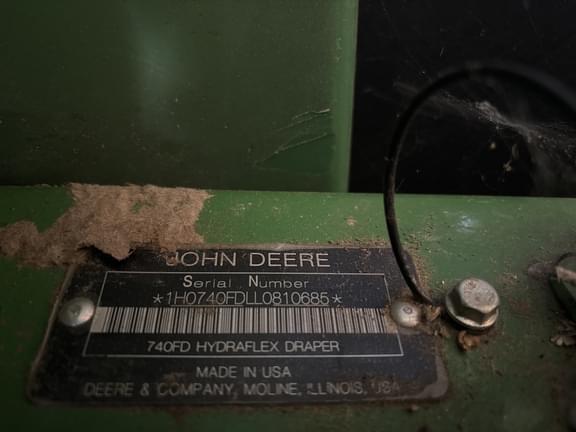 JOHN DEERE
Serial Number
*1H0740FDLL0810685*
740FD HYDRAFLEX DRAPER
MADE IN USA
DEERE & COMPANY, MOLINE, ILLINOIS, USA